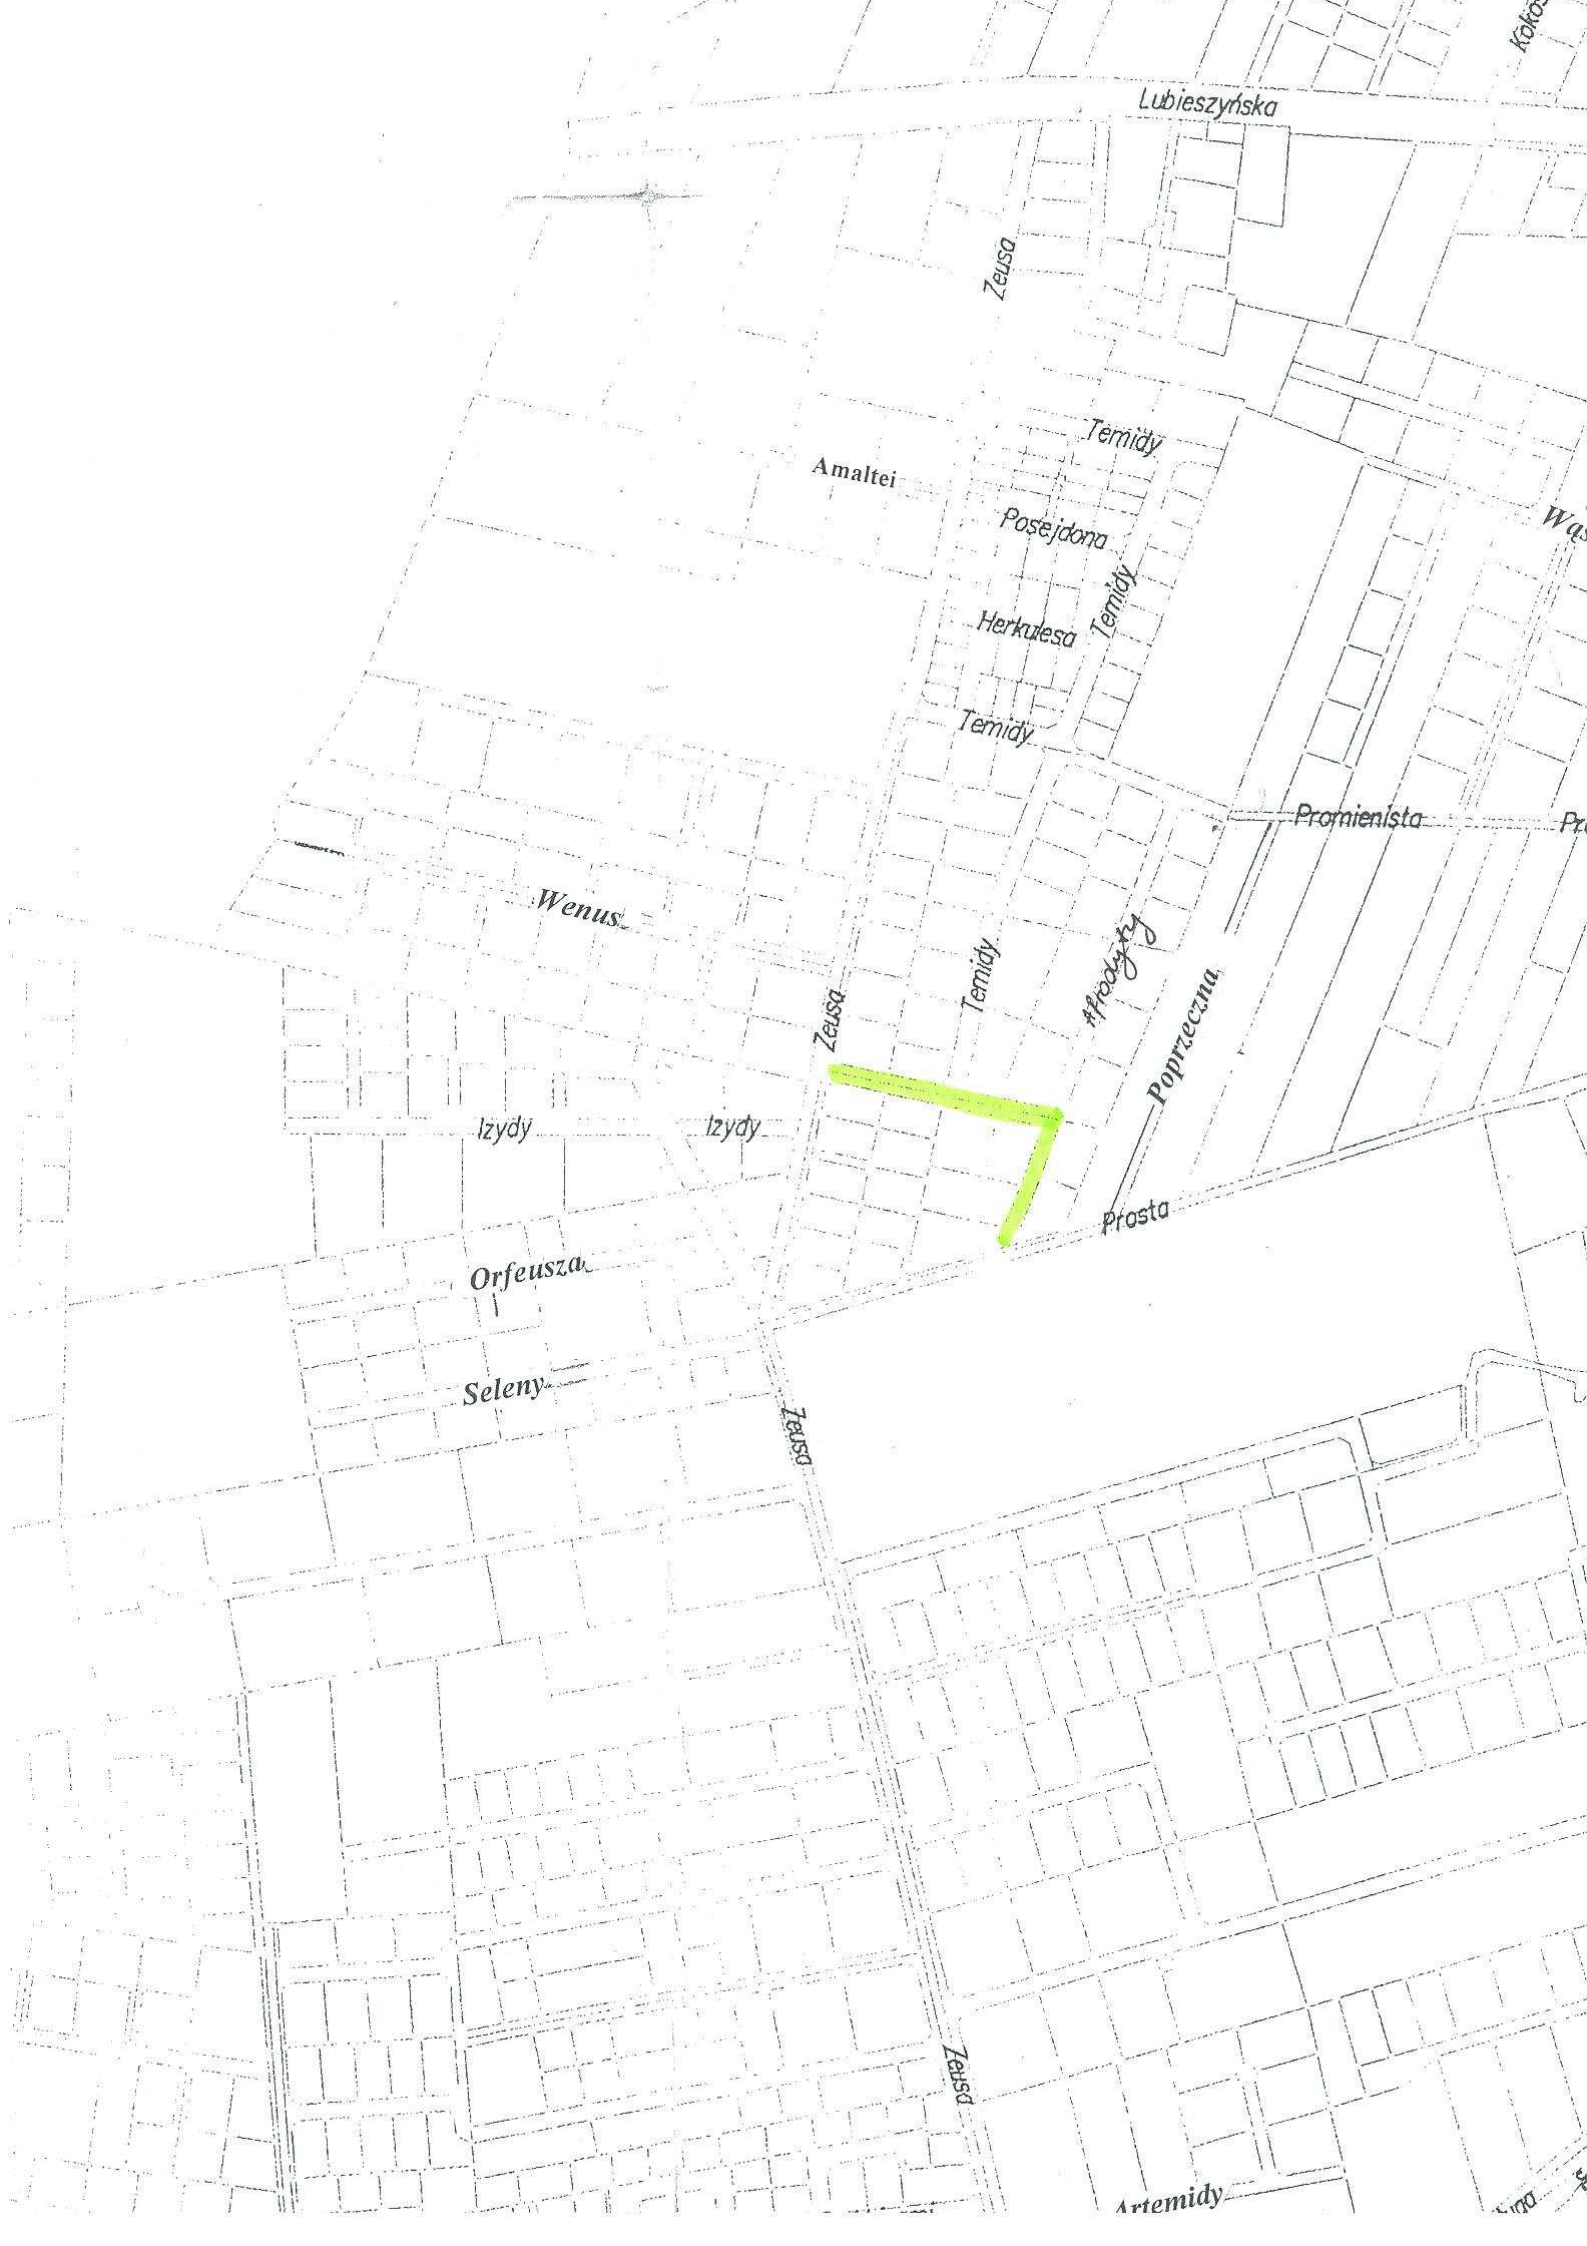 Lubieszyńska
Zeusa
Temidy
Amaltei
Posejdona
Temidy
Herkulesa
Temidy
Promienista
Wenus
Temidy
Afrodyty
Zeusa
Poprzeczna
Izydy
Izydy
Prosta
Orfeusza
Seleny
Zeusa
Zeusa
Artemidy